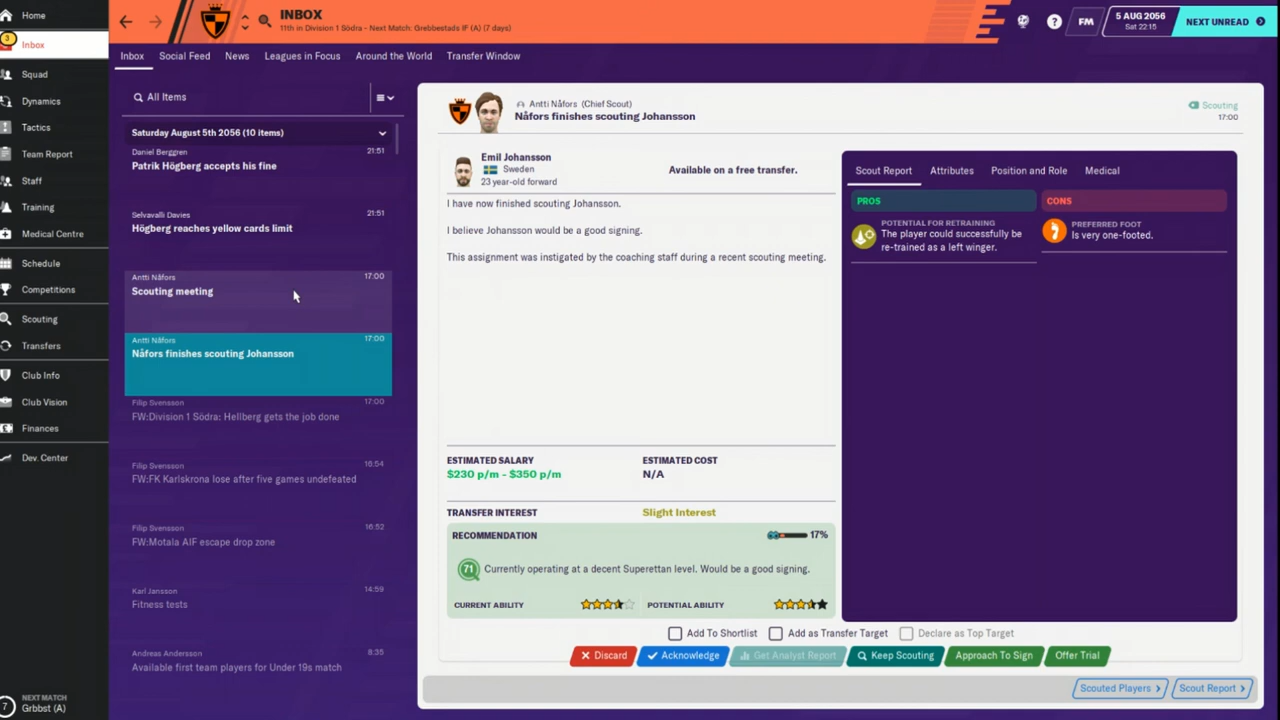 Home
3
Inbox
Squad
Dynamics
Tactics
Team Report
Staff
Training
Medical Centre
Schedule
Competitions
Scouting
Transfers
Club Info
Club Vision
Finances
Dev. Center
NEXT MATCH
Grbbst (A)
INBOX
11th in Division 1 Södra - Next Match: Grebbestads IF (A) (7 days)
?
FM
5 AUG 2056
Sat 22:15
NEXT UNREAD
Inbox Social Feed News Leagues in Focus Around the World Transfer Window
All Items
Saturday August 5th 2056 (10 items)
Daniel Berggren 21:51
Patrik Högberg accepts his fine
Selvavalli Davies 21:51
Högberg reaches yellow cards limit
Antti Nåfors 17:00
Scouting meeting
Antti Nåfors 17:00
Nåfors finishes scouting Johansson
Filip Svensson 17:00
FW:Division 1 Södra: Hellberg gets the job done
Filip Svensson 16:54
FW:FK Karlskrona lose after five games undefeated
Filip Svensson 16:52
FW:Motala AIF escape drop zone
Karl Jansson 14:59
Fitness tests
Andreas Andersson 8:35
Available first team players for Under 19s match
Antti Nåfors (Chief Scout)
Nåfors finishes scouting Johansson
Scouting
17:00
Emil Johansson
Sweden
23 year-old forward
Available on a free transfer.
I have now finished scouting Johansson.
I believe Johansson would be a good signing.
This assignment was instigated by the coaching staff during a recent scouting meeting.
ESTIMATED SALARY ESTIMATED COST
$230 p/m - $350 p/m N/A
TRANSFER INTEREST Slight Interest
RECOMMENDATION 17%
71 Currently operating at a decent Superettan level. Would be a good signing.
CURRENT ABILITY POTENTIAL ABILITY
Scout Report Attributes Position and Role Medical
PROS
POTENTIAL FOR RETRAINING
The player could successfully be
re-trained as a left winger.
CONS
PREFERRED FOOT
Is very one-footed.
Add To Shortlist Add as Transfer Target Declare as Top Target
Discard Acknowledge Get Analyst Report Keep Scouting Approach To Sign Offer Trial
Scouted Players Scout Report